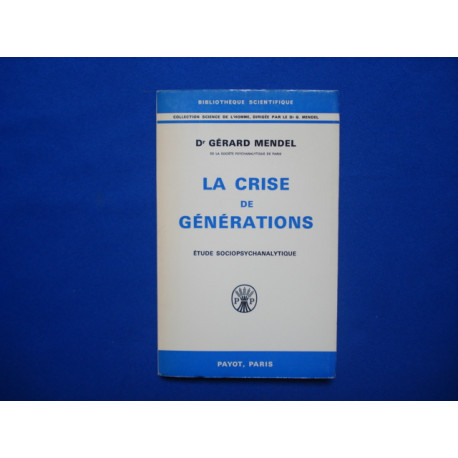 BIBLIOTHÈQUE SCIENTIFIQUE
COLLECTION SCIENCE DE L'HOMME, DIRIGÉE PAR LE Dr G. MENDEL
Dr GÉRARD MENDEL
DE LA SOCIÉTÉ PSYCHANALYTIQUE DE PARIS
LA CRISE
DE
GÉNÉRATIONS
ÉTUDE SOCIOPSYCHANALYTIQUE
P P
PAYOT, PARIS